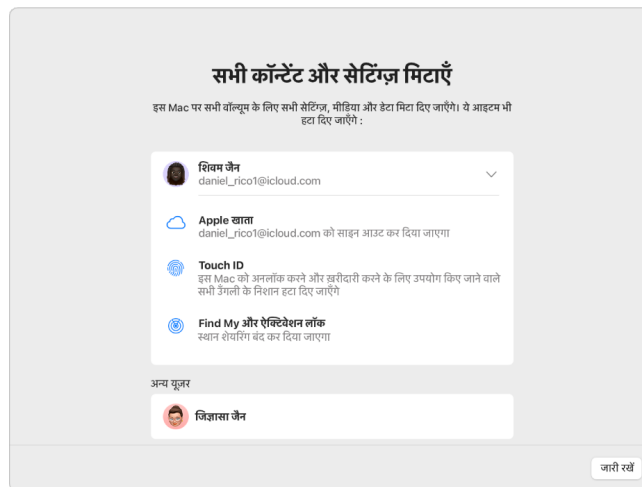 सभी कॉन्टेंट और सेटिंग्ज़ मिटाएँ
इस Mac पर सभी वॉल्यूम के लिए सभी सेटिंग्ज़, मीडिया और डेटा मिटा दिए जाएँगे। ये आइटम भी
हटा दिए जाएँगे :
शिवम जैन
daniel_rico1@icloud.com
Apple खाता
daniel_rico1@icloud.com को साइन आउट कर दिया जाएगा
Touch ID
इस Mac को अनलॉक करने और ख़रीदारी करने के लिए उपयोग किए जाने वाले
सभी उँगली के निशान हटा दिए जाएँगे
Find My और ऐक्टिवेशन लॉक
स्थान शेयरिंग बंद कर दिया जाएगा
अन्य यूज़र
जिज्ञासा जैन
जारी रखें